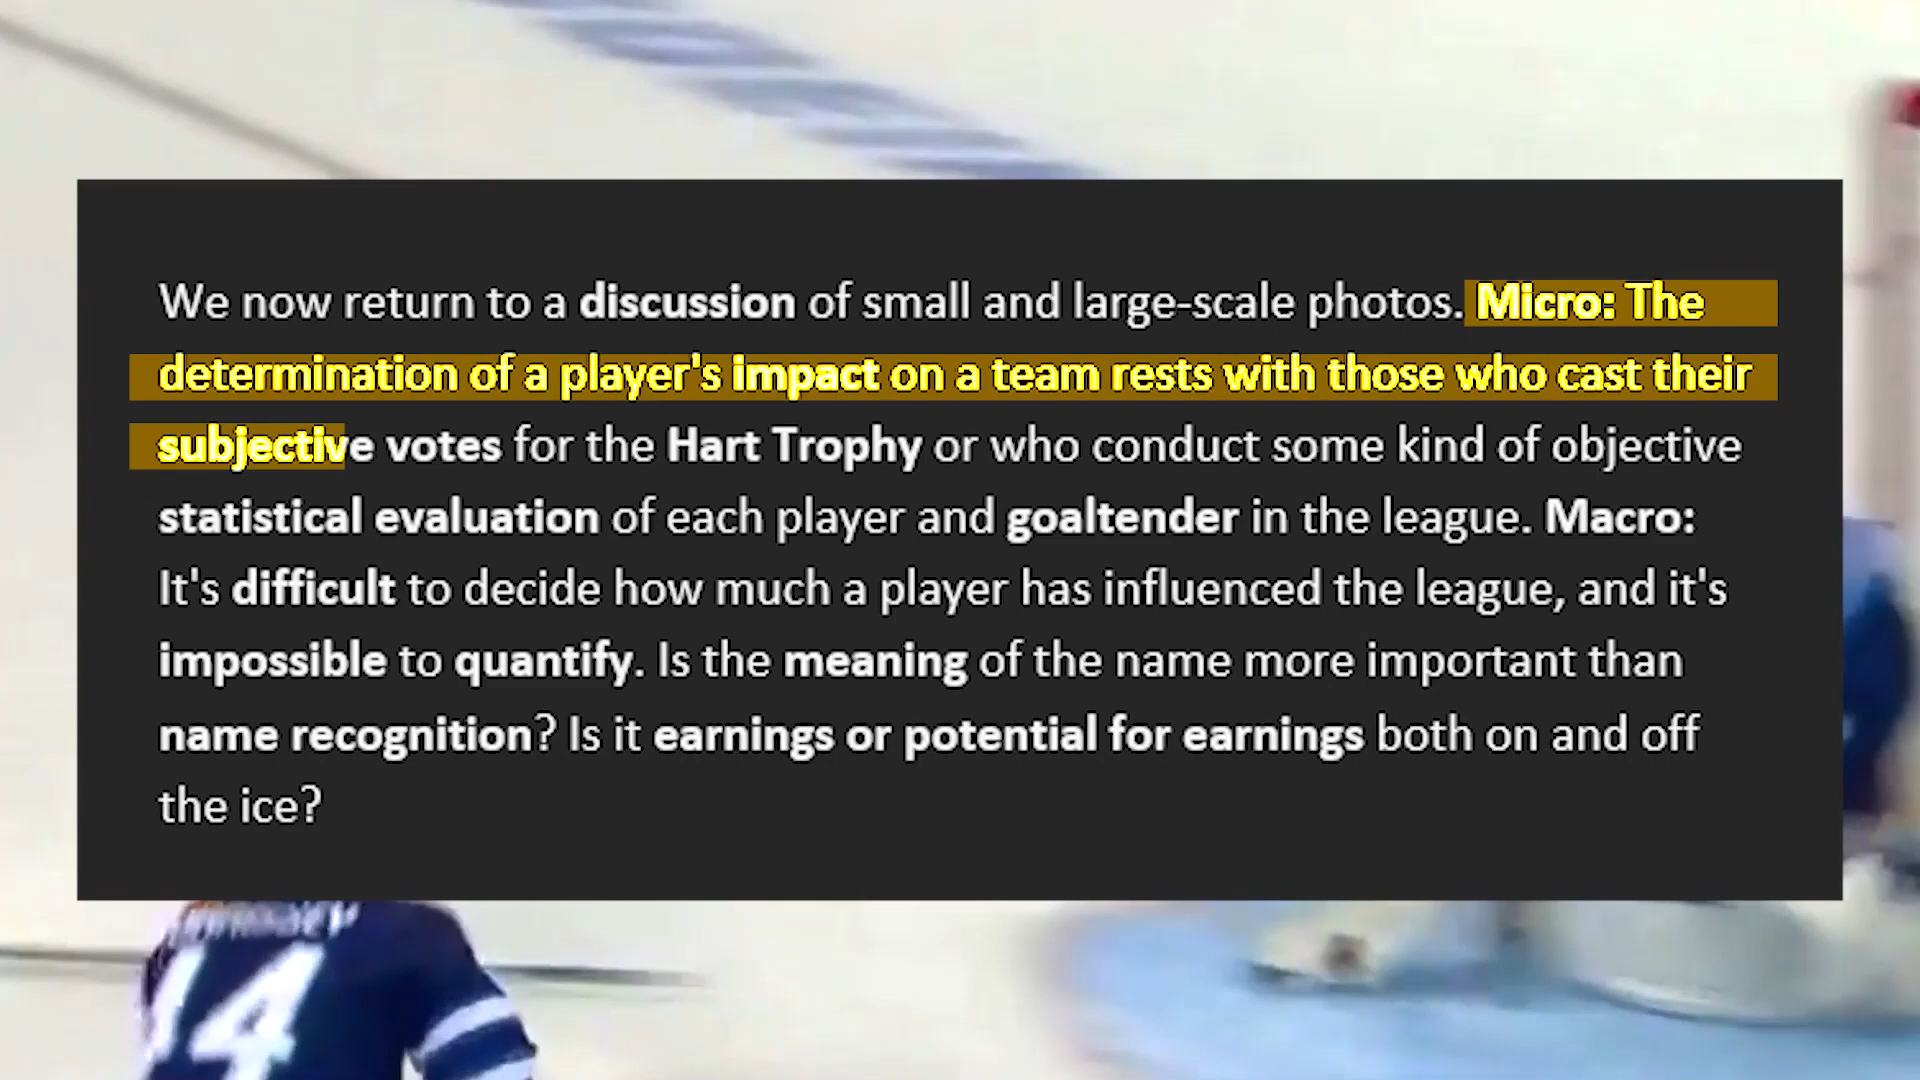 We now return to a discussion of small and large-scale photos. Micro: The
determination of a player's impact on a team rests with those who cast their
subjective votes for the Hart Trophy or who conduct some kind of objective
statistical evaluation of each player and goaltender in the league. Macro:
It's difficult to decide how much a player has influenced the league, and it's
impossible to quantify. Is the meaning of the name more important than
name recognition? Is it earnings or potential for earnings both on and off
the ice?
14